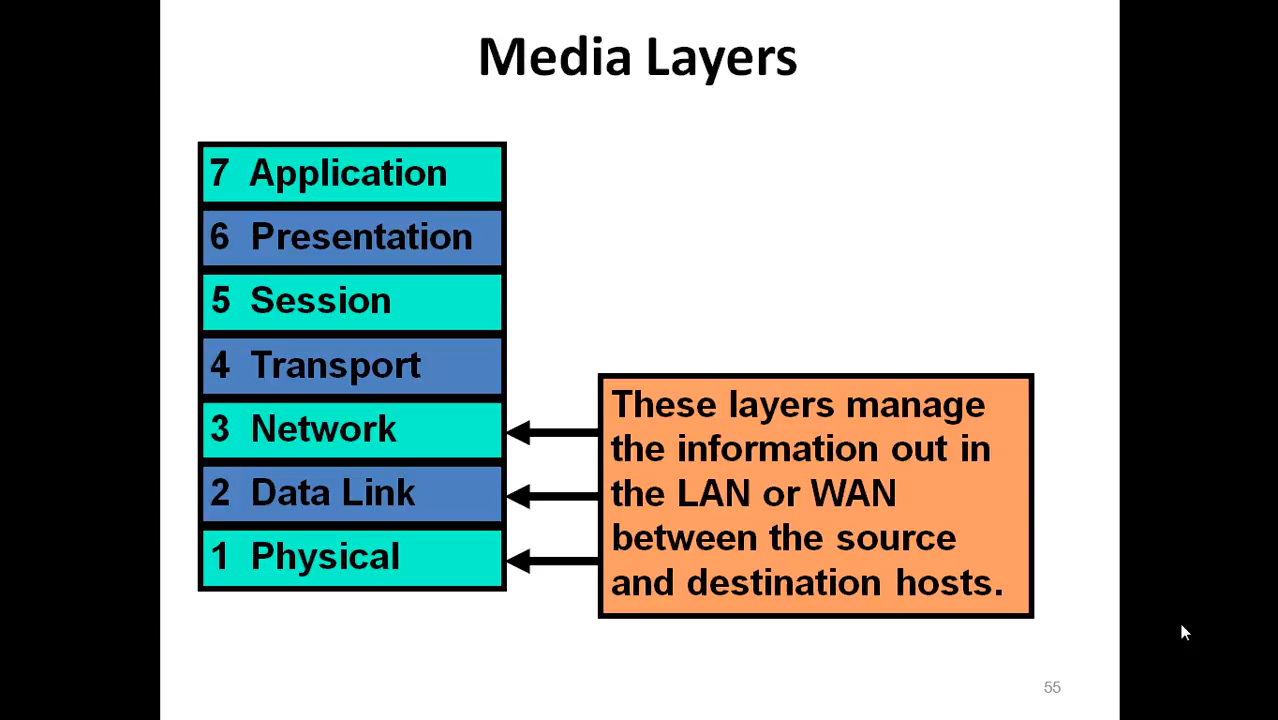 Media Layers
7 Application
6 Presentation
5 Session
4 Transport
3 Network
2 Data Link
1 Physical
These layers manage
the information out in
the LAN or WAN
between the source
and destination hosts.
55